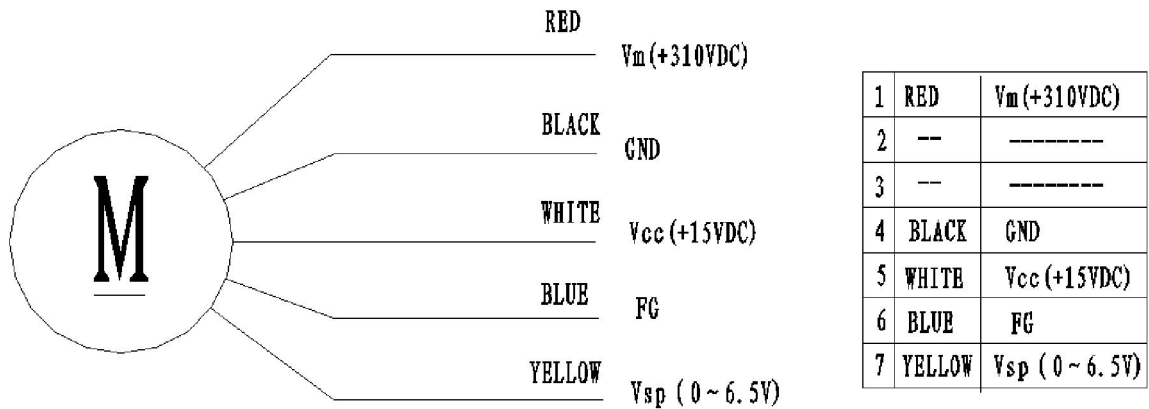 RED
Vm(+310VDC)
BLACK
GND
WHITE
Vcc(+15VDC)
BLUE
FG
YELLOW
Vsp (0~6.5V)
M
1 RED Vm(+310VDC)
2 -- --------
3 -- --------
4 BLACK GND
5 WHITE Vcc(+15VDC)
6 BLUE FG
7 YELLOW Vsp (0~6.5V)